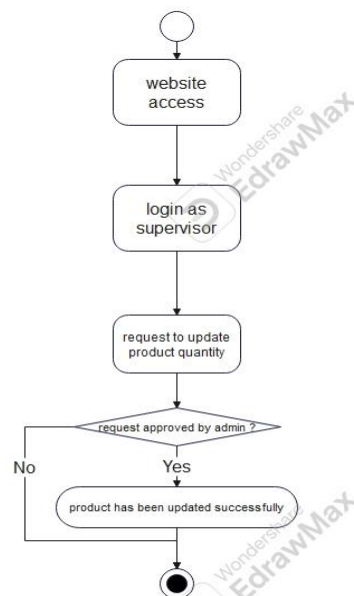 website
access
Wondershare
EdrawMax
login as
supervisor
request to update
product quantity
request approved by admin ?
No
Yes
product has been updated successfully
Wondershare
EdrawMax